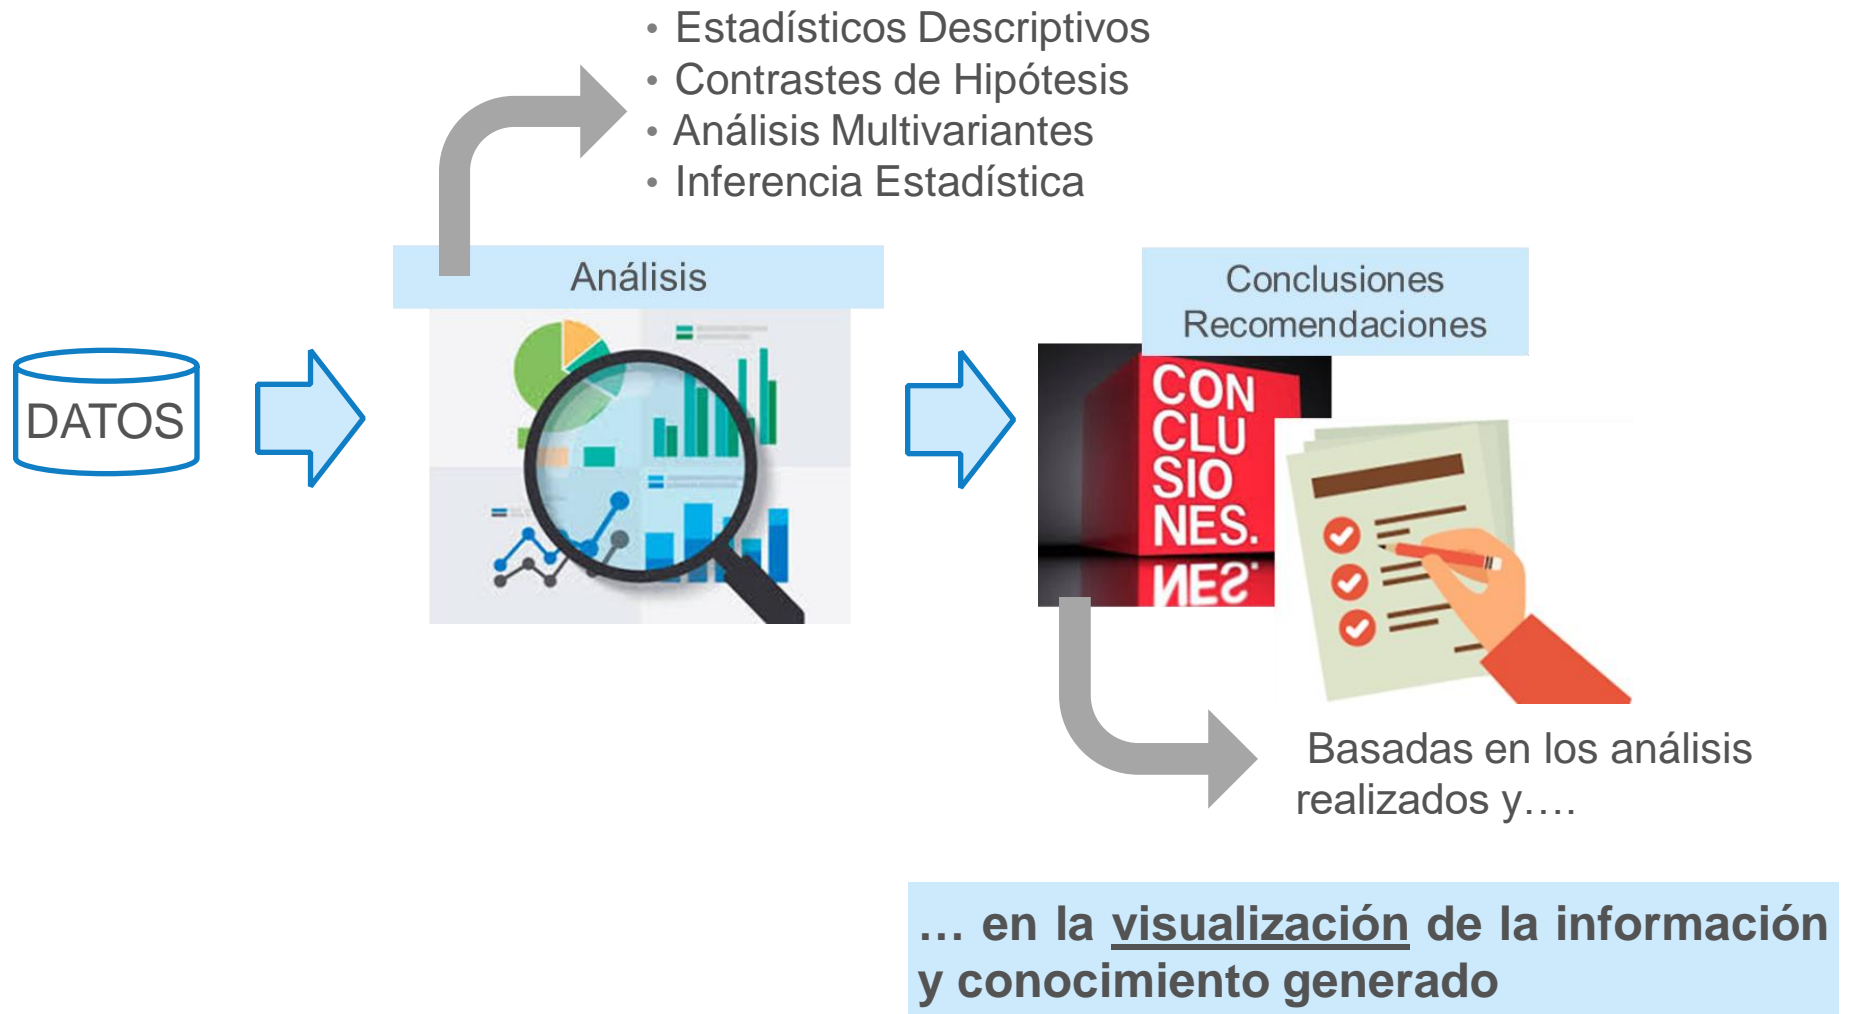 • Estadísticos Descriptivos
• Contrastes de Hipótesis
• Análisis Multivariantes
• Inferencia Estadística
Análisis
Conclusiones
Recomendaciones
DATOS
CON
CLU
SIO
NES.
NES.
Basadas en los análisis
realizados y….
… en la visualización de la información
y conocimiento generado